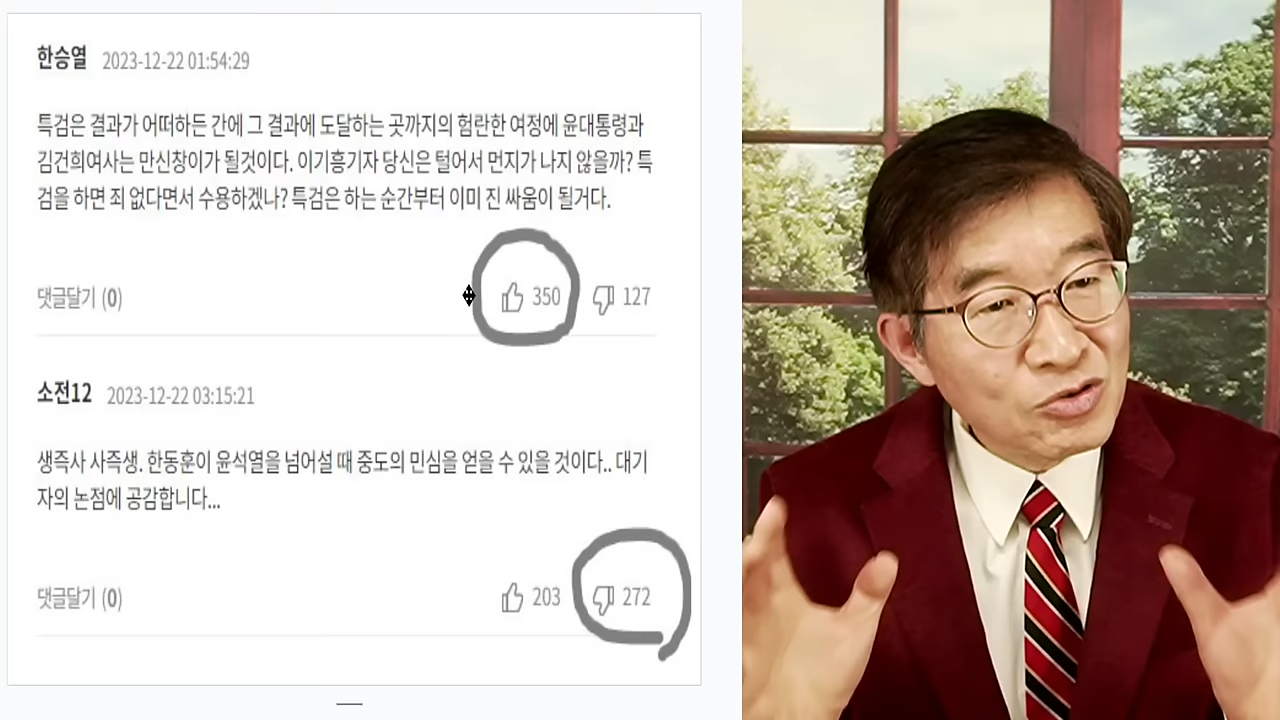 한승열 2023-12-22 01:54:29
특검은 결과가 어떠하든 간에 그 결과에 도달하는 곳까지의 험란한 여정에 윤대통령과
김건희여사는 만신창이가 될것이다. 이기흥기자 당신은 털어서 먼지가 나지 않을까? 특
검을 하면 죄 없다면서 수용하겠나? 특검은 하는 순간부터 이미 진 싸움이 될거다.
댓글달기 (0) 350 127
소전12 2023-12-22 03:15:21
생즉사 사즉생. 한동훈이 윤석열을 넘어설 때 중도의 민심을 얻을 수 있을 것이다.. 대기
자의 논점에 공감합니다...
댓글달기 (0) 203 272